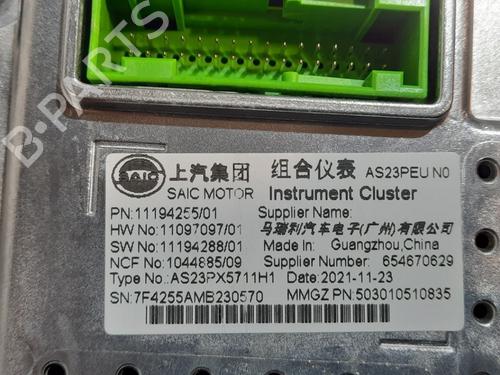 B-PARTS
SAIC 上汽集团 组合仪表 AS23PEU N0
SAIC MOTOR Instrument Cluster
PN:11194255/01 Supplier Name:
HW No:11097097/01 马瑞利汽车电子(广州)有限公司
SW No:11194288/01 Made In: Guangzhou,China
NCF No:1044885/09 Supplier Number: 654670629
Type No:AS23PX5711H1 Date:2021-11-23
SN:7F4255AMB230570 MMGZ PN:503010510835